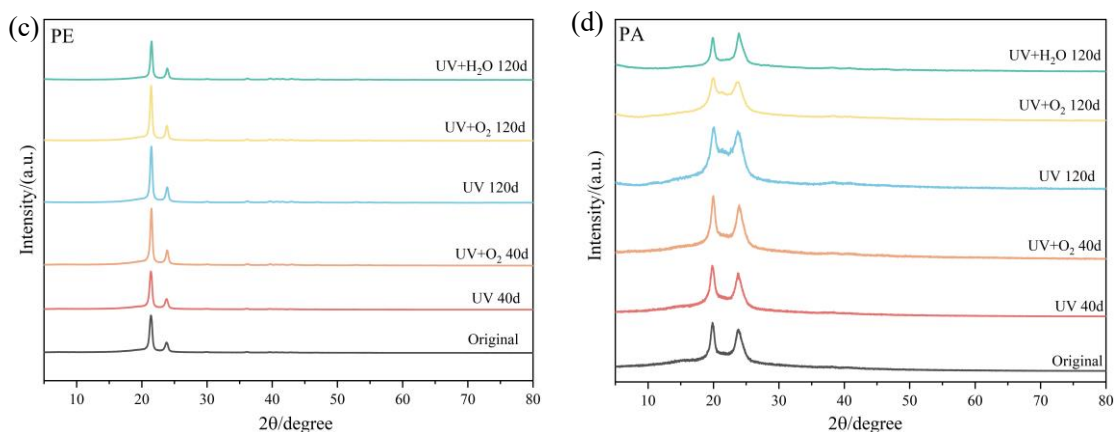 (c)
PE
UV+H₂O 120d
UV+O₂ 120d
UV 120d
UV+O₂ 40d
UV 40d
Original
Intensity/(a.u.)
10 20 30 40 50 60 70 80
2θ/degree
(d)
PA
UV+H₂O 120d
UV+O₂ 120d
UV 120d
UV+O₂ 40d
UV 40d
Original
Intensity/(a.u.)
10 20 30 40 50 60 70 80
2θ/degree